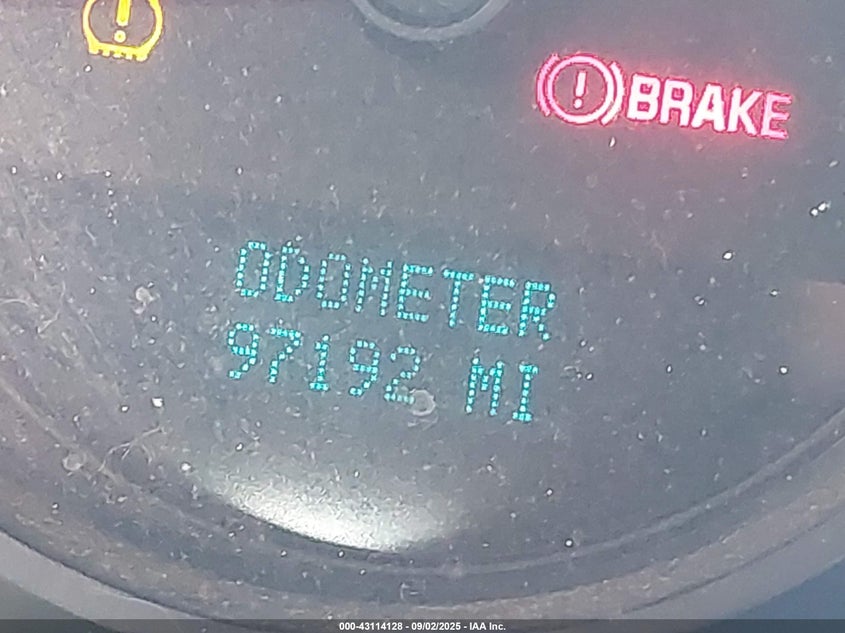 BRAKE
ODOMETER
97192 MI
000-43114128 - 09/02/2025 - IAA Inc.